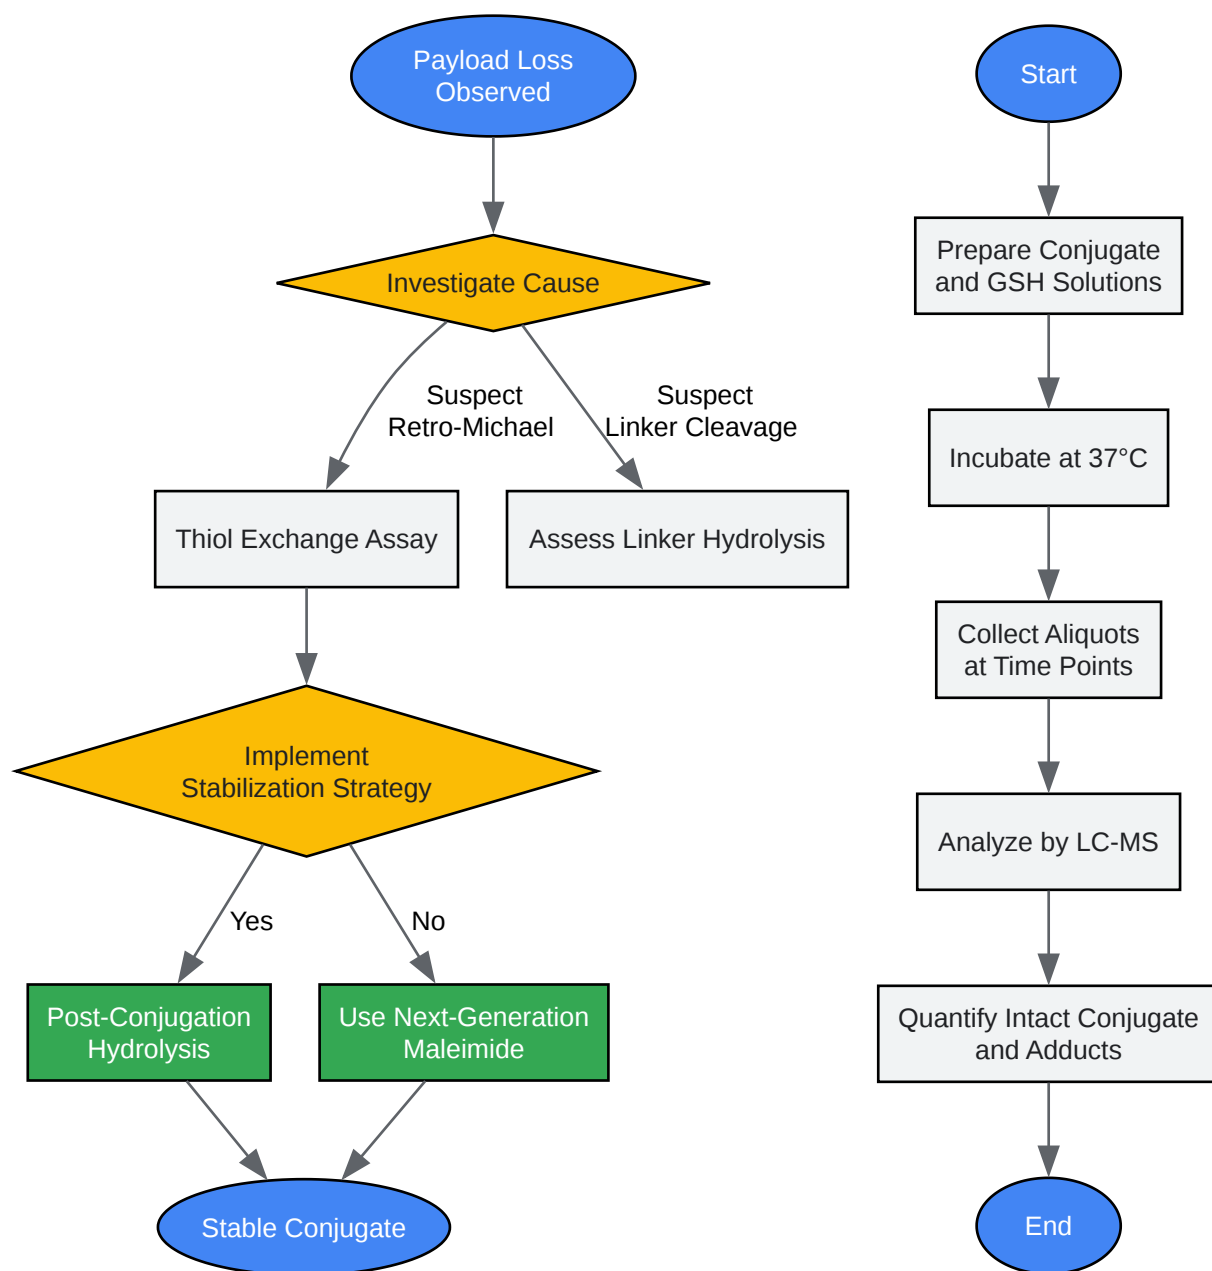 Payload Loss
Observed
Investigate Cause
Suspect
Retro-Michael
Suspect
Linker Cleavage
Thiol Exchange Assay
Assess Linker Hydrolysis
Implement
Stabilization Strategy
Yes
No
Post-Conjugation
Hydrolysis
Use Next-Generation
Maleimide
Stable Conjugate
Start
Prepare Conjugate
and GSH Solutions
Incubate at 37°C
Collect Aliquots
at Time Points
Analyze by LC-MS
Quantify Intact Conjugate
and Adducts
End